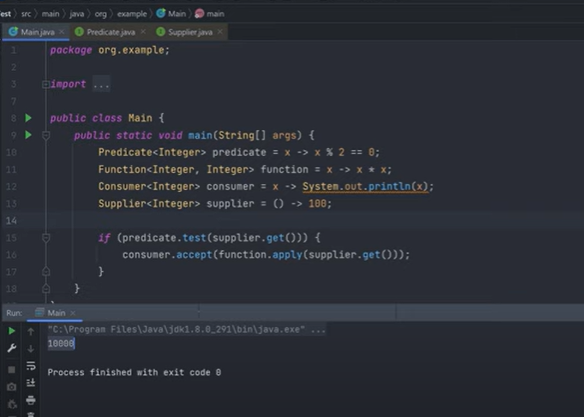 est src main java org example Main main
Main.java Predicate.java Supplier.java
1 package org.example;
2
3 import ...
7
8 public class Main {
9 public static void main(String[] args) {
10 Predicate<Integer> predicate = x -> x % 2 == 0;
11 Function<Integer, Integer> function = x -> x * x;
12 Consumer<Integer> consumer = x -> System.out.println(x);
13 Supplier<Integer> supplier = () -> 100;
14
15 if (predicate.test(supplier.get())) {
16 consumer.accept(function.apply(supplier.get()));
17 }
18 }
Run: Main
"C:\Program Files\Java\jdk1.8.0_291\bin\java.exe" ...
10000
Process finished with exit code 0